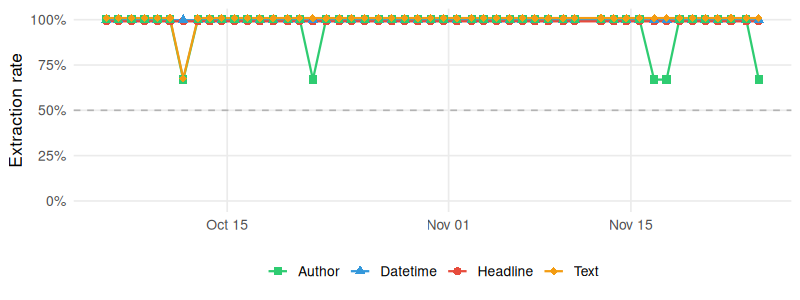 100%
75%
50%
25%
0%
Extraction rate
Oct 15 Nov 01 Nov 15
Author Datetime Headline Text